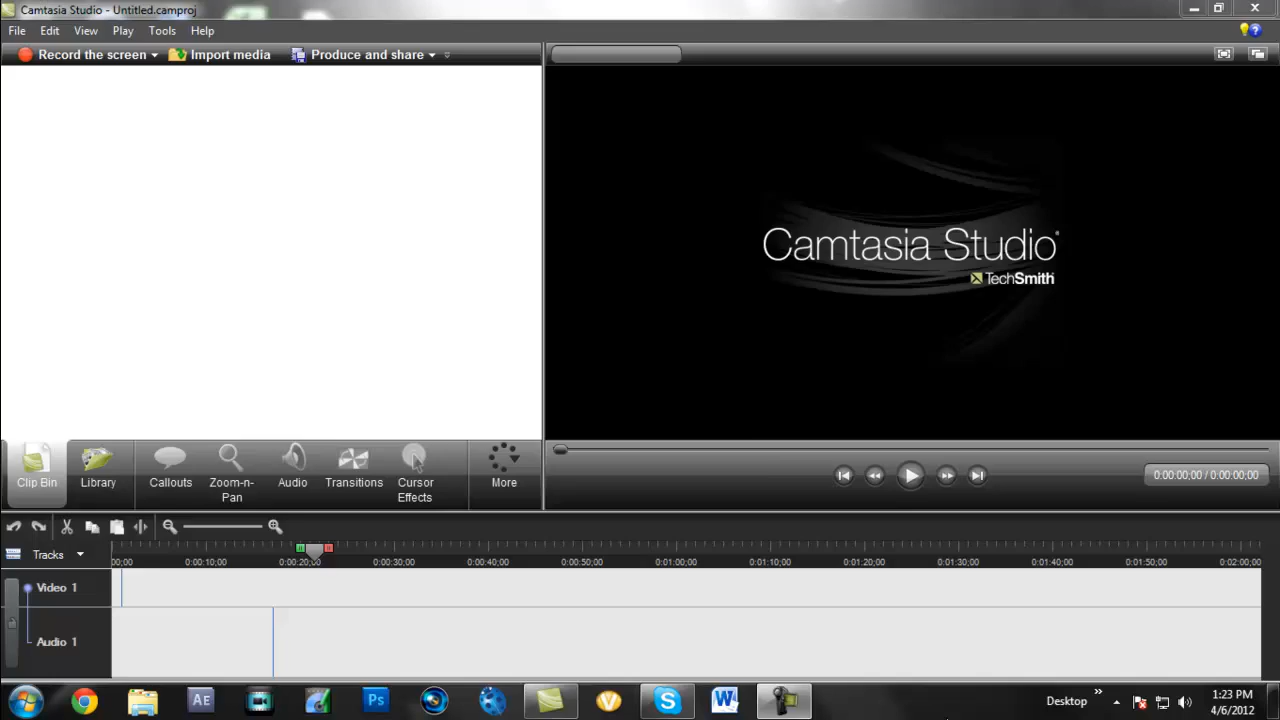 Camtasia Studio - Untitled.camproj
File Edit View Play Tools Help
Record the screen Import media Produce and share
Camtasia Studio®
TechSmith
Clip Bin Library Callouts Zoom-n-Pan Audio Transitions Cursor Effects More
0:00:00;00 / 0:00:00;00
Tracks
00;00 0:00:10;00 0:00:20;00 0:00:30;00 0:00:40;00 0:00:50;00 0:01:00;00 0:01:10;00 0:01:20;00 0:01:30;00 0:01:40;00 0:01:50;00 0:02:00;00
Video 1
Audio 1
AE Ps V S W
Desktop
1:23 PM
4/6/2012